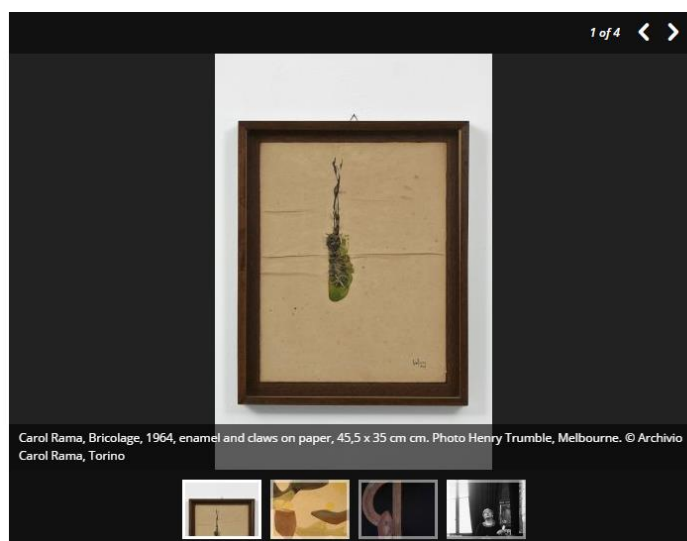 1 of 4
Carol Rama, Bricolage, 1964, enamel and claws on paper, 45,5 x 35 cm cm. Photo Henry Trumble, Melbourne. © Archivio
Carol Rama, Torino